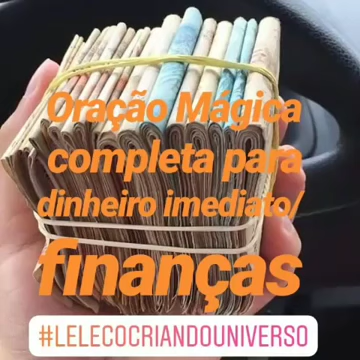 Oração Mágica
completa para
dinheiro imediato/
finanças
#LELECOCRIANDOUNIVERSO